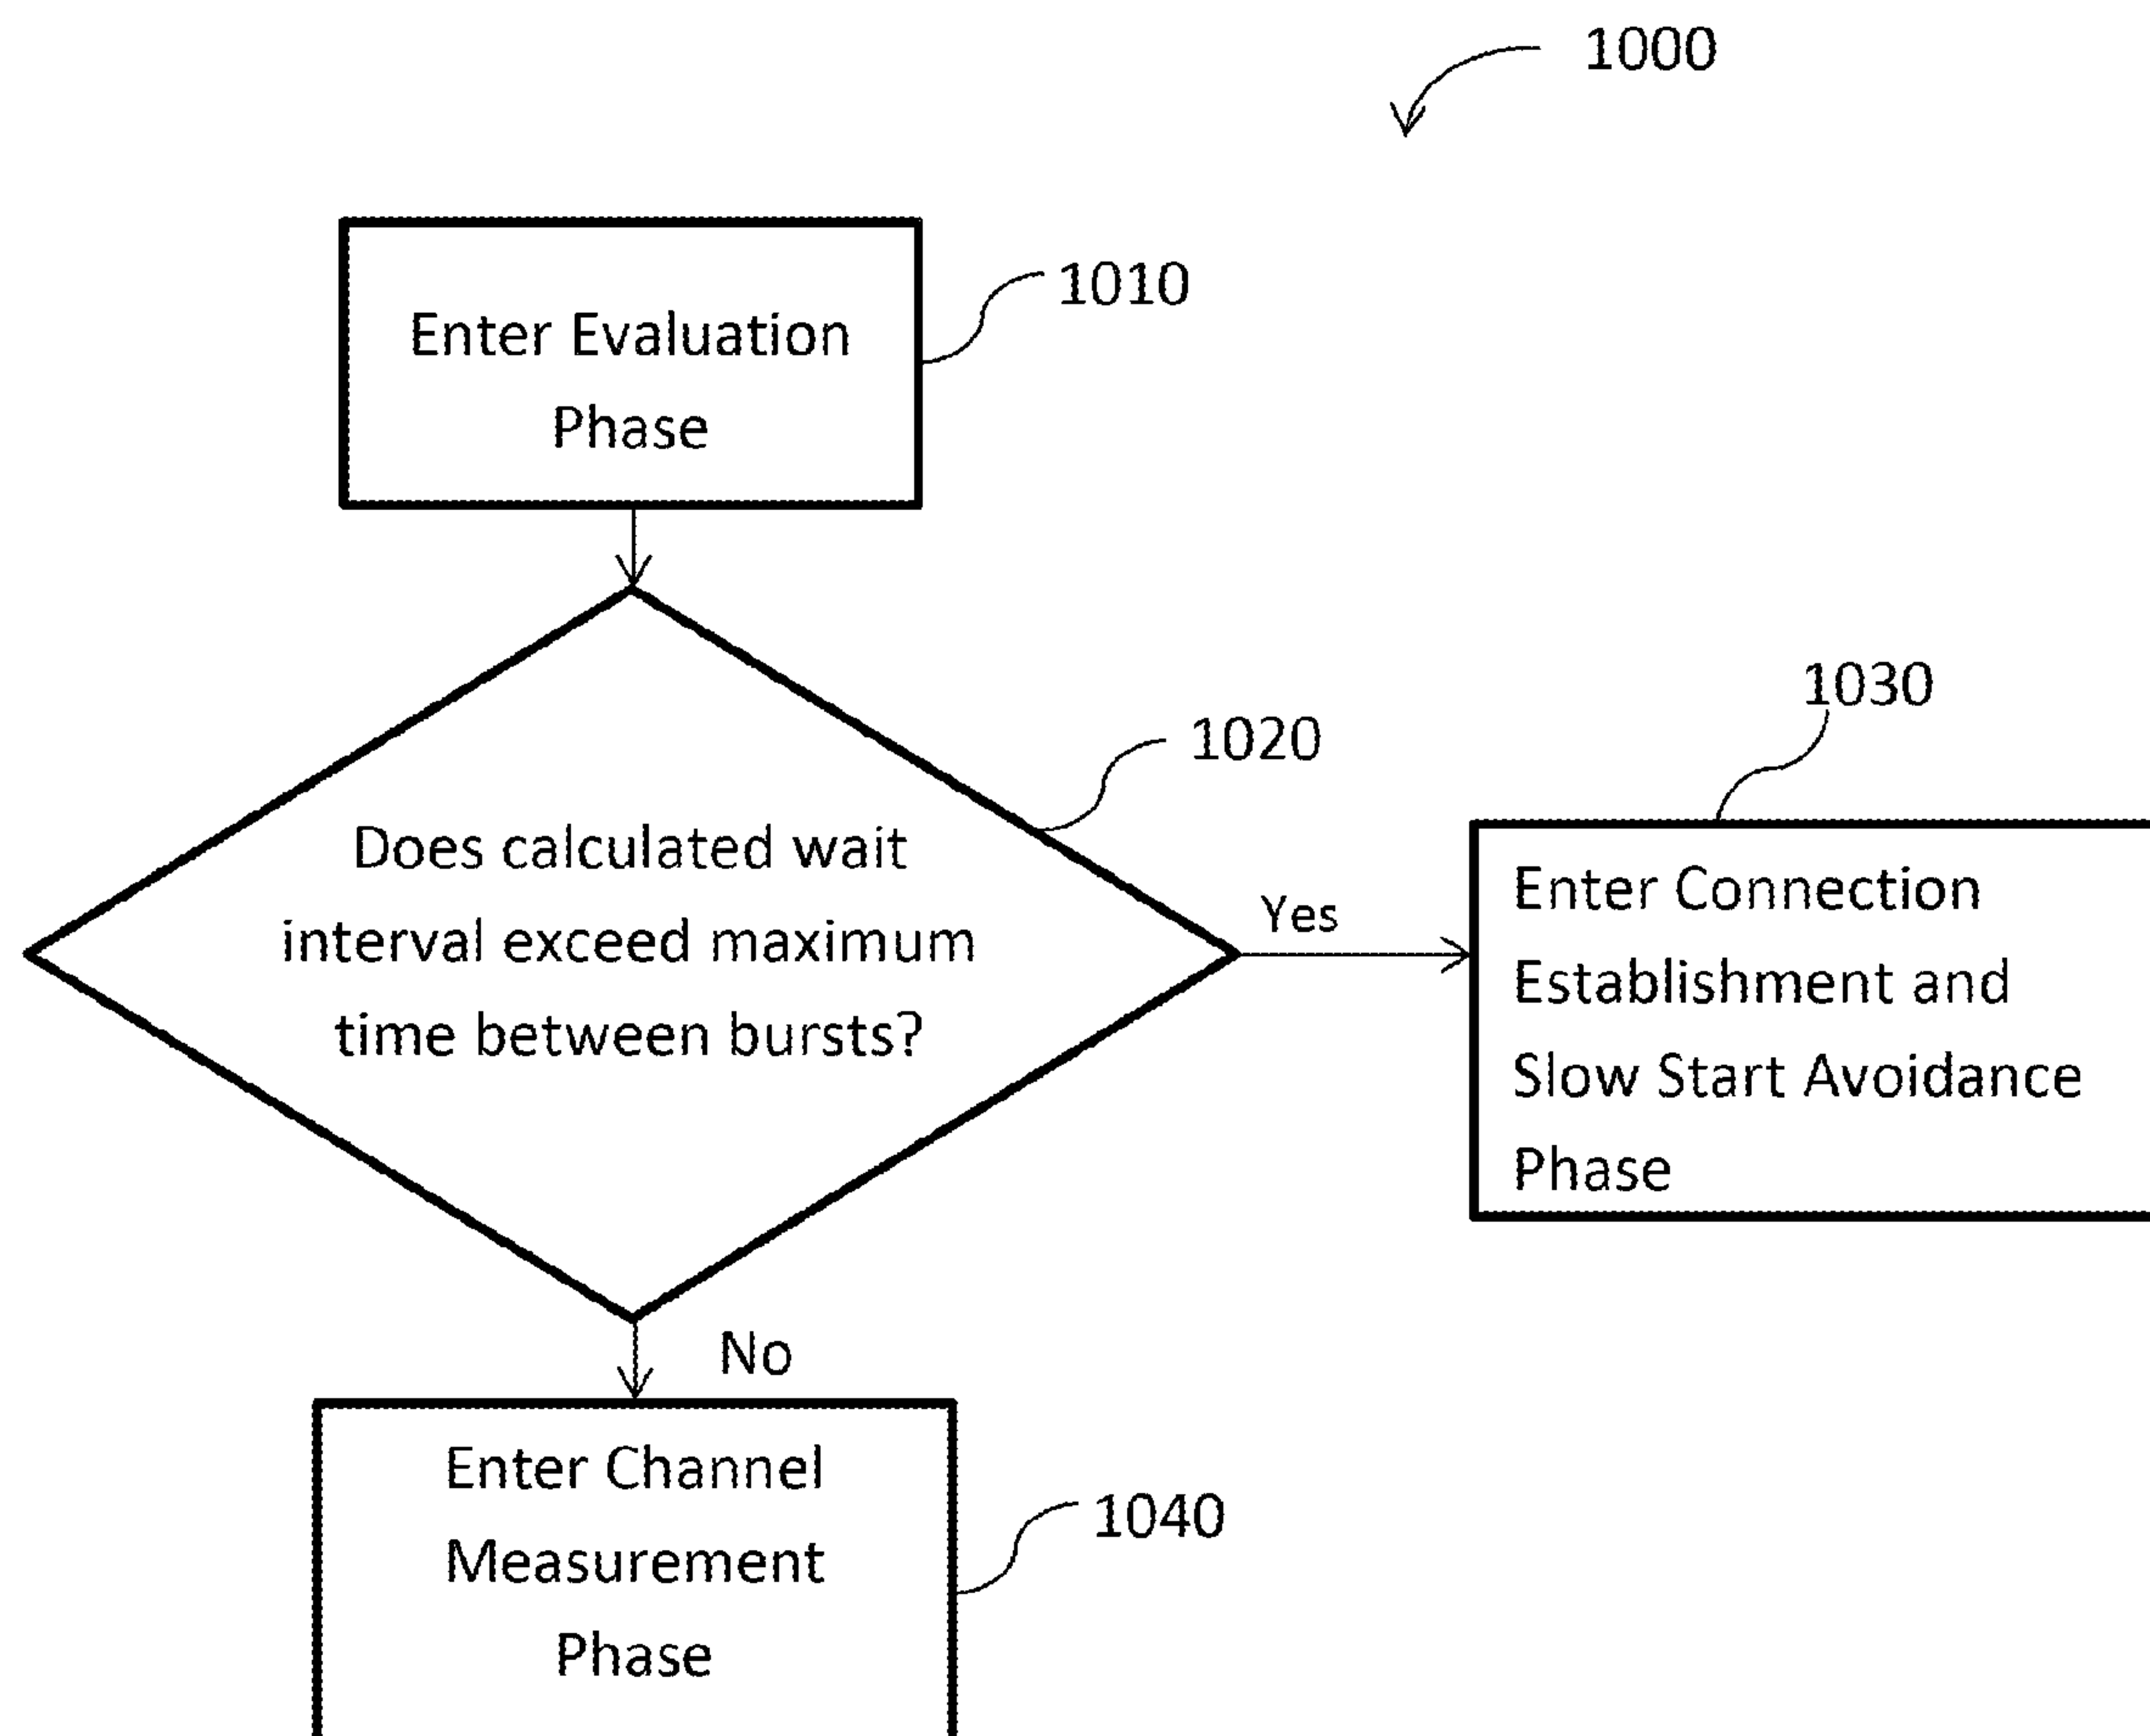 1000
Enter Evaluation
Phase
1010
Does calculated wait
interval exceed maximum
time between bursts?
1020
Yes
1030
Enter Connection
Establishment and
Slow Start Avoidance
Phase
No
Enter Channel
Measurement
Phase
1040